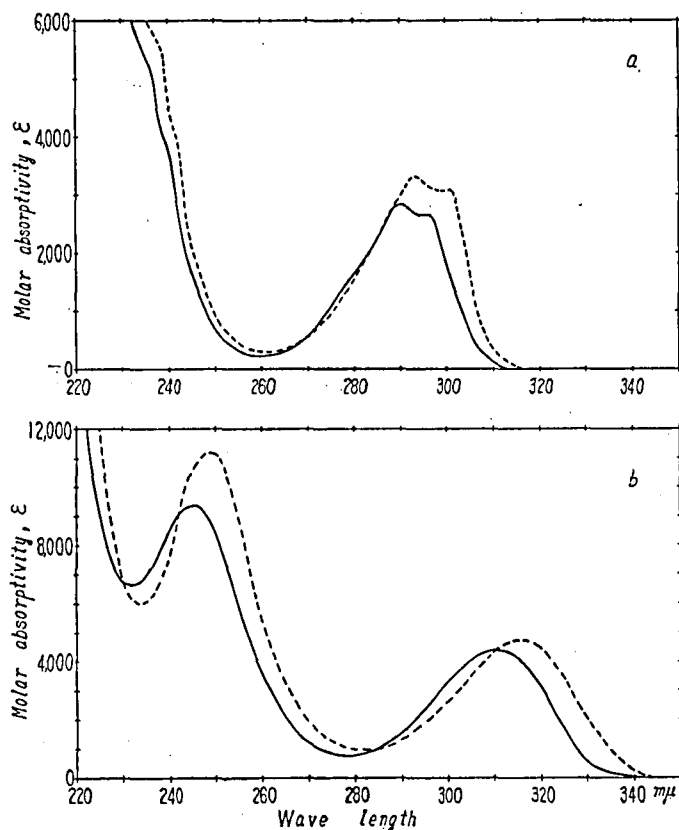 6,000
a
4,000
2,000
0
Molar absorptivity, ε
220 240 260 280 300 320 340
12,000
b
8,000
4,000
0
Molar absorptivity, ε
220 240 260 280 300 320 340 mμ
Wave length